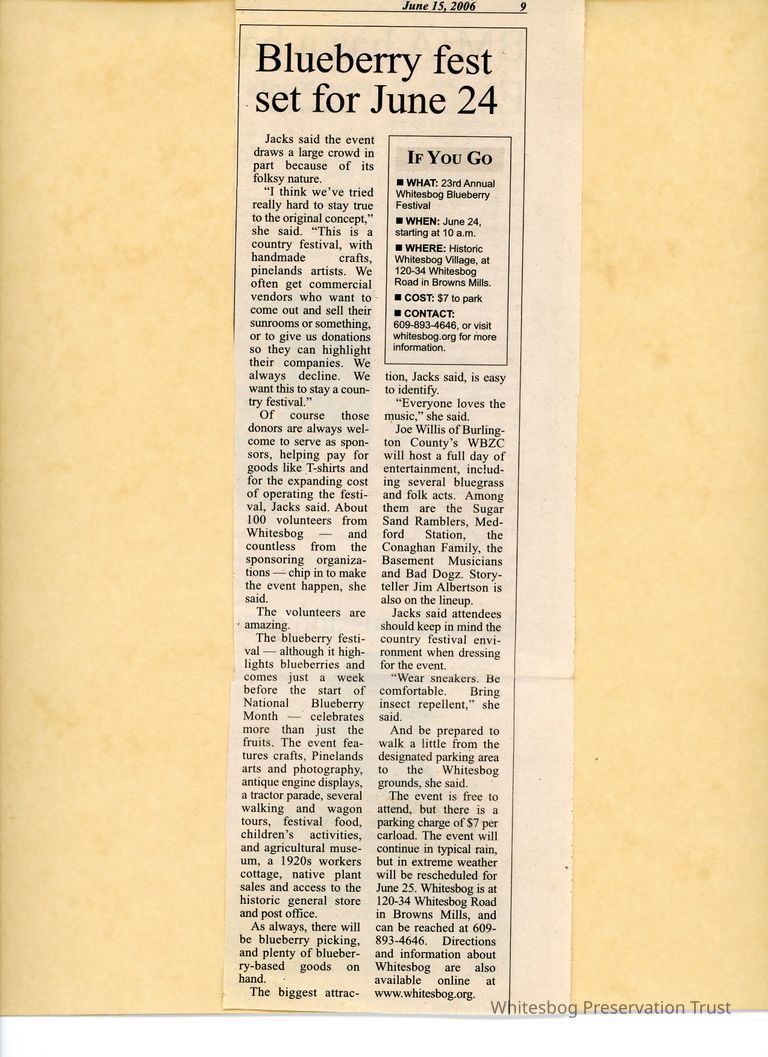 June 15, 2006 9
Blueberry fest
set for June 24
Jacks said the event
draws a large crowd in
part because of its
folksy nature.
“I think we’ve tried
really hard to stay true
to the original concept,”
she said. “This is a
country festival, with
handmade crafts,
pinelands artists. We
often get commercial
vendors who want to
come out and sell their
sunrooms or something,
or to give us donations
so they can highlight
their companies. We
always decline. We
want this to stay a coun-
try festival.”
Of course those
donors are always wel-
come to serve as spon-
sors, helping pay for
goods like T-shirts and
for the expanding cost
of operating the festi-
val, Jacks said. About
100 volunteers from
Whitesbog — and
countless from the
sponsoring organiza-
tions — chip in to make
the event happen, she
said.
The volunteers are
amazing.
The blueberry festi-
val — although it high-
lights blueberries and
comes just a week
before the start of
National Blueberry
Month — celebrates
more than just the
fruits. The event fea-
tures crafts, Pinelands
arts and photography,
antique engine displays,
a tractor parade, several
walking and wagon
tours, festival food,
children’s activities,
and agricultural muse-
um, a 1920s workers
cottage, native plant
sales and access to the
historic general store
and post office.
As always, there will
be blueberry picking,
and plenty of blueber-
ry-based goods on
hand.
The biggest attrac-
IF YOU GO
■ WHAT: 23rd Annual
Whitesbog Blueberry
Festival
■ WHEN: June 24,
starting at 10 a.m.
■ WHERE: Historic
Whitesbog Village, at
120-34 Whitesbog
Road in Browns Mills.
■ COST: $7 to park
■ CONTACT:
609-893-4646, or visit
whitesbog.org for more
information.
tion, Jacks said, is easy
to identify.
“Everyone loves the
music,” she said.
Joe Willis of Burling-
ton County’s WBZC
will host a full day of
entertainment, includ-
ing several bluegrass
and folk acts. Among
them are the Sugar
Sand Ramblers, Med-
ford Station, the
Conaghan Family, the
Basement Musicians
and Bad Dogz. Story-
teller Jim Albertson is
also on the lineup.
Jacks said attendees
should keep in mind the
country festival envi-
ronment when dressing
for the event.
“Wear sneakers. Be
comfortable. Bring
insect repellent,” she
said.
And be prepared to
walk a little from the
designated parking area
to the Whitesbog
grounds, she said.
The event is free to
attend, but there is a
parking charge of $7 per
carload. The event will
continue in typical rain,
but in extreme weather
will be rescheduled for
June 25. Whitesbog is at
120-34 Whitesbog Road
in Browns Mills, and
can be reached at 609-
893-4646. Directions
and information about
Whitesbog are also
available online at
www.whitesbog.org.
Whitesbog Preservation Trust